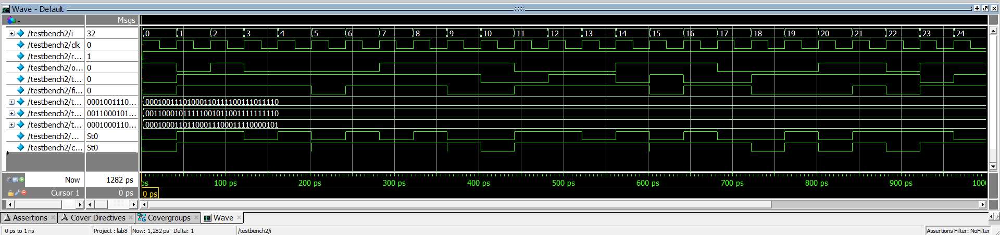 Wave - Default
Msgs
/testbench2/i 32 0 1 2 3 4 5 6 7 8 9 10 11 12 13 14 15 16 17 18 19 20 21 22 23 24
/testbench2/clk 0
/testbench2/r... 1
/testbench2/o... 0
/testbench2/t... 0
/testbench2/fi... 0
/testbench2/t... 0001001110... 00010011101000110111100111011110
/testbench2/t... 0011000101... 00110001011111001011001111111110
/testbench2/t... 0001000110... 00010001101100011100011110000101
/testbench2/... St0
/testbench2/c... St0
Now 1282 ps ps 100 ps 200 ps 300 ps 400 ps 500 ps 600 ps 700 ps 800 ps 900 ps 1000
Cursor 1 0 ps 0 ps
Assertions Cover Directives Covergroups Wave
0 ps to 1 ns Project : lab8 Now: 1,282 ps Delta: 1 /testbench2/i Assertions Filter: NoFilter